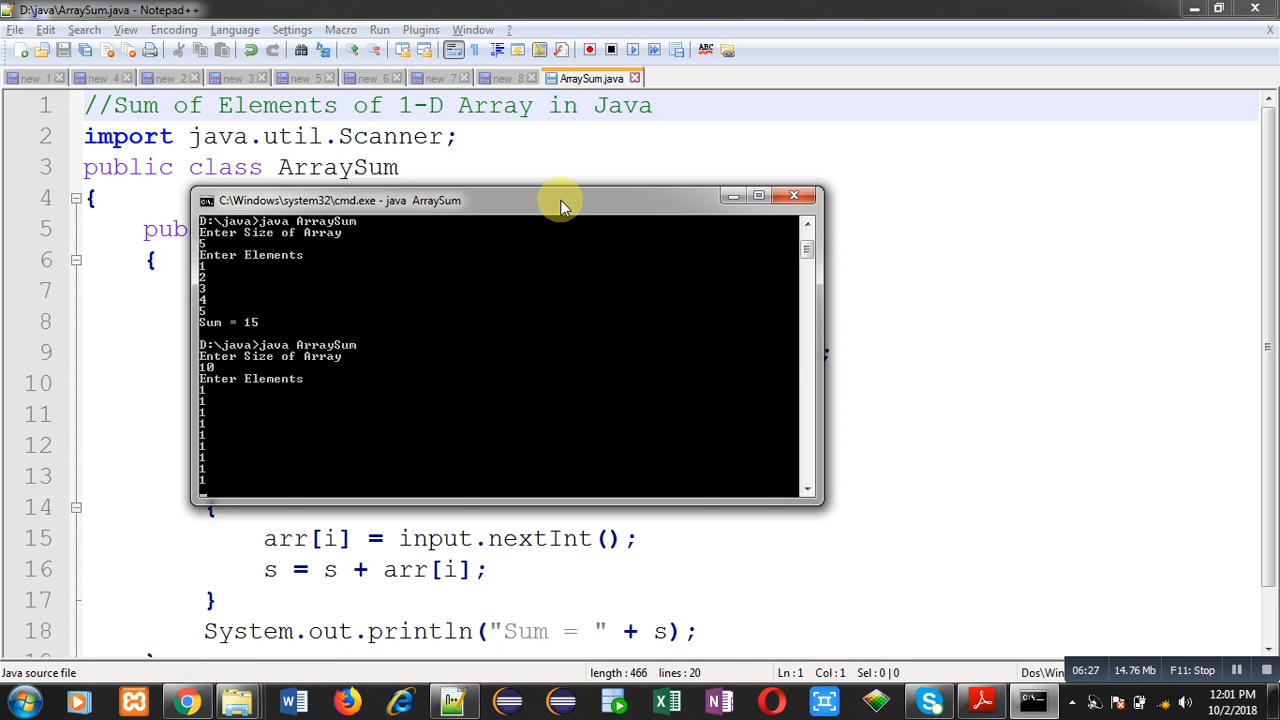 D:\java\ArraySum.java - Notepad++
File Edit Search View Encoding Language Settings Macro Run Plugins Window ? X
new 1 new 4 new 2 new 3 new 5 new 6 new 7 new 8 ArraySum.java
1 //Sum of Elements of 1-D Array in Java
2 import java.util.Scanner;
3 public class ArraySum
4 {
5 pub
6 {
7
8
9 ;
10
11
12
13
14 {
15 arr[i] = input.nextInt();
16 s = s + arr[i];
17 }
18 System.out.println("Sum = " + s);
C:\Windows\system32\cmd.exe - java ArraySum
D:\java>java ArraySum
Enter Size of Array
5
Enter Elements
1
2
3
4
5
Sum = 15
D:\java>java ArraySum
Enter Size of Array
10
Enter Elements
1
1
1
1
1
1
1
1
1
Java source file length : 466 lines : 20 Ln : 1 Col : 1 Sel : 0 | 0 Dos\Win
06:27 14.76 Mb F11: Stop
12:01 PM
10/2/2018